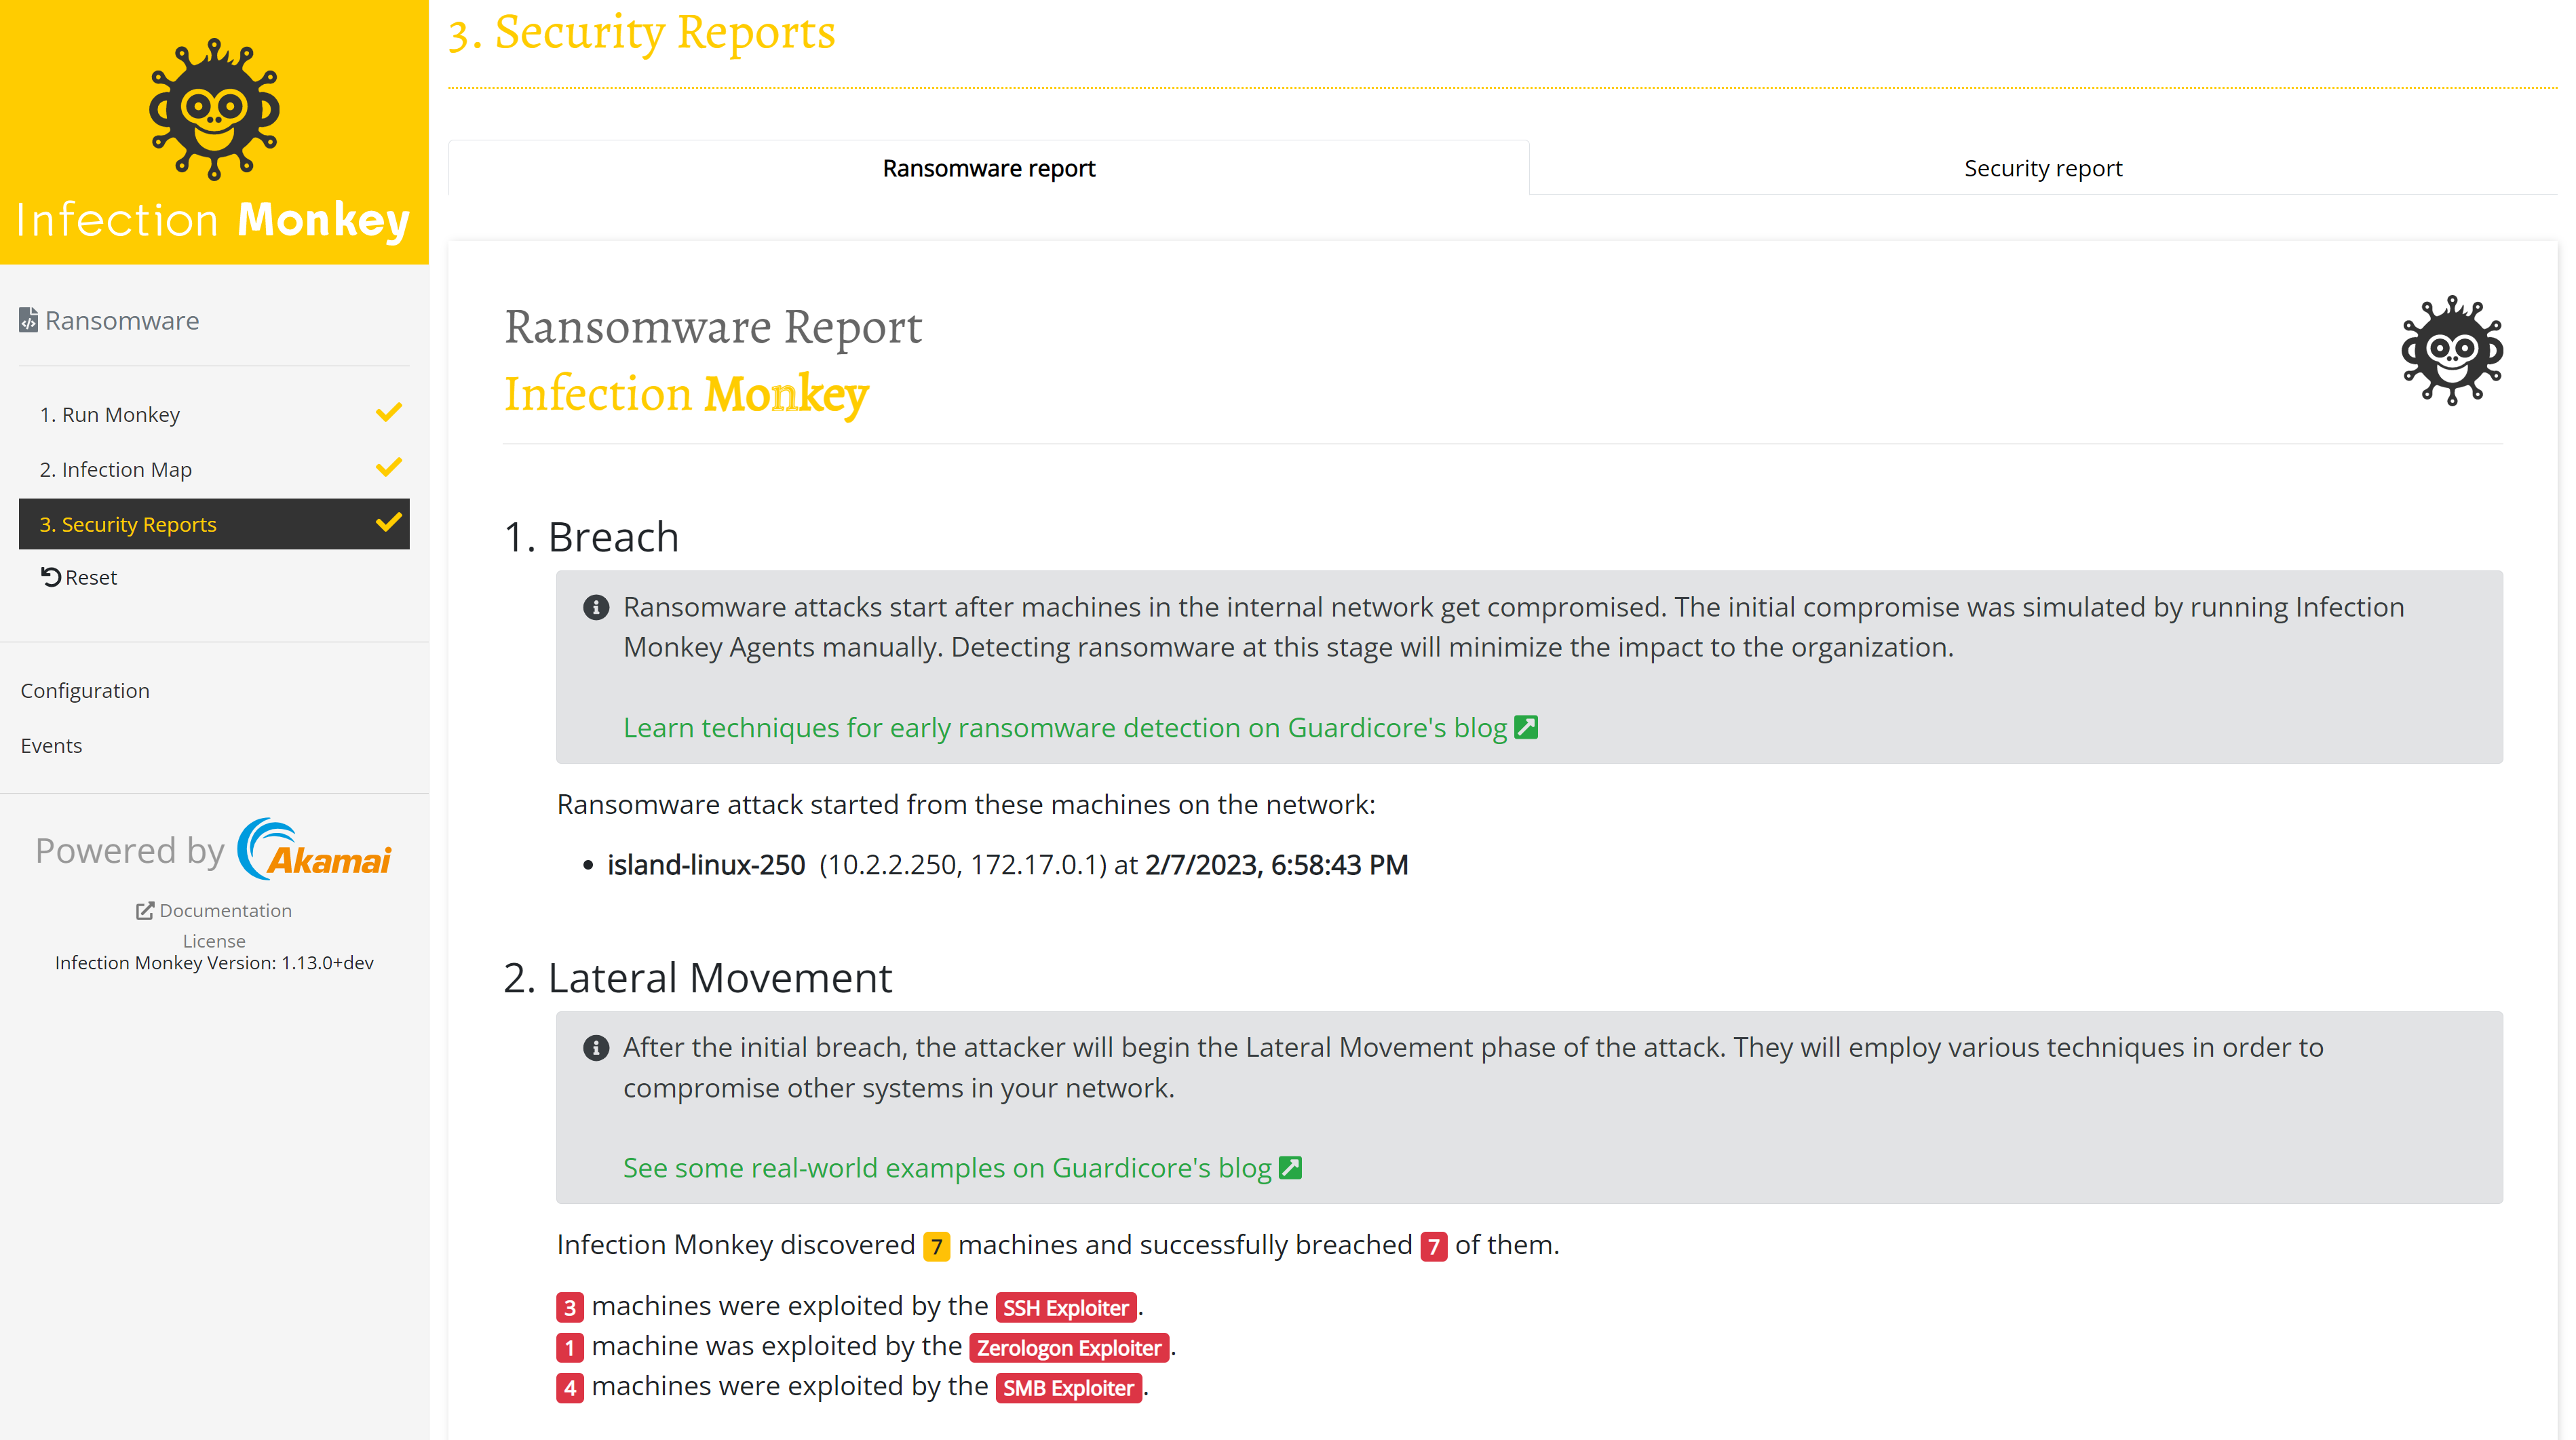 Infection Monkey
Ransomware
1. Run Monkey
2. Infection Map
3. Security Reports
Reset
Configuration
Events
Powered by Akamai
Documentation
License
Infection Monkey Version: 1.13.0+dev
3. Security Reports
Ransomware report
Security report
Ransomware Report
Infection Monkey
1. Breach
Ransomware attacks start after machines in the internal network get compromised. The initial compromise was simulated by running Infection
Monkey Agents manually. Detecting ransomware at this stage will minimize the impact to the organization.
Learn techniques for early ransomware detection on Guardicore's blog
Ransomware attack started from these machines on the network:
• island-linux-250 (10.2.2.250, 172.17.0.1) at 2/7/2023, 6:58:43 PM
2. Lateral Movement
After the initial breach, the attacker will begin the Lateral Movement phase of the attack. They will employ various techniques in order to
compromise other systems in your network.
See some real-world examples on Guardicore's blog
Infection Monkey discovered 7 machines and successfully breached 7 of them.
3 machines were exploited by the SSH Exploiter.
1 machine was exploited by the Zerologon Exploiter.
4 machines were exploited by the SMB Exploiter.